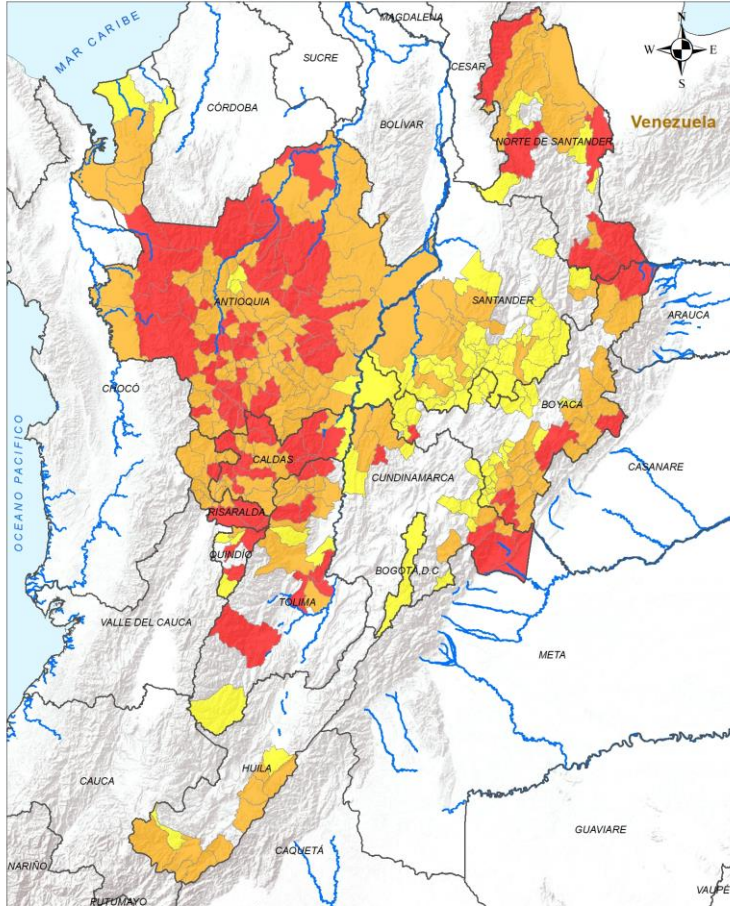 MAGDALENA
N
MAR CARIBE
SUCRE
W
E
CESAR
S
CÓRDOBA
BOLÍVAR
Venezuela
NORTE DE SANTANDER
ANTIOQUIA
SANTANDER
ARAUCA
CHOCÓ
BOYACÁ
CALDAS
CUNDINAMARCA
CASANARE
OCEANO PACIFICO
RISARALDA
QUINDÍO
BOGOTÁ, D.C
TOLIMA
VALLE DEL CAUCA
META
HUILA
CAUCA
GUAVIARE
NARIÑO
CAQUETÁ
PUTUMAYO
VAUPÉ